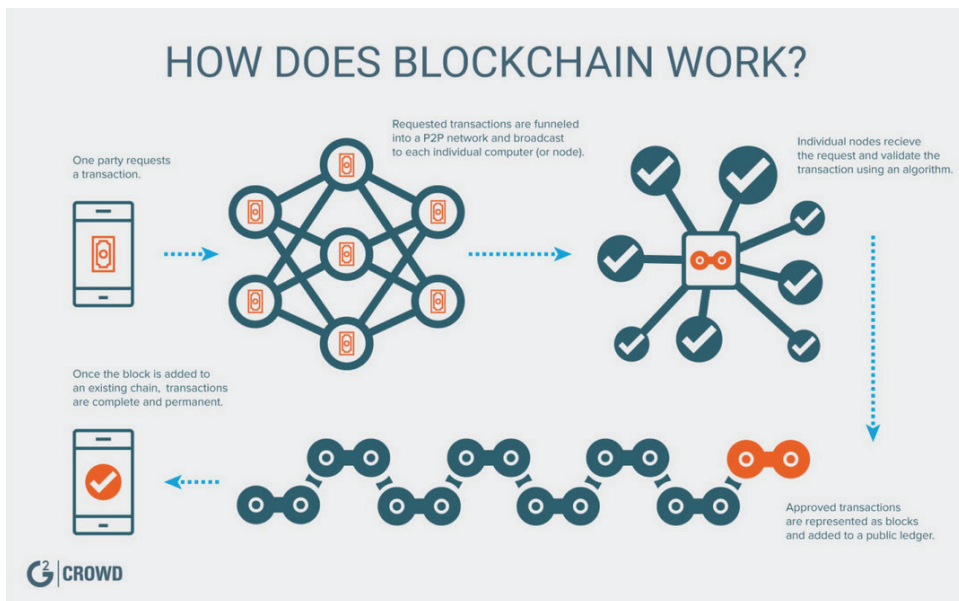 HOW DOES BLOCKCHAIN WORK?
One party requests
a transaction.
Requested transactions are funneled
into a P2P network and broadcast
to each individual computer (or node).
Individual nodes recieve
the request and validate the
transaction using an algorithm.
Approved transactions
are represented as blocks
and added to a public ledger.
Once the block is added to
an existing chain, transactions
are complete and permanent.
G2 | CROWD